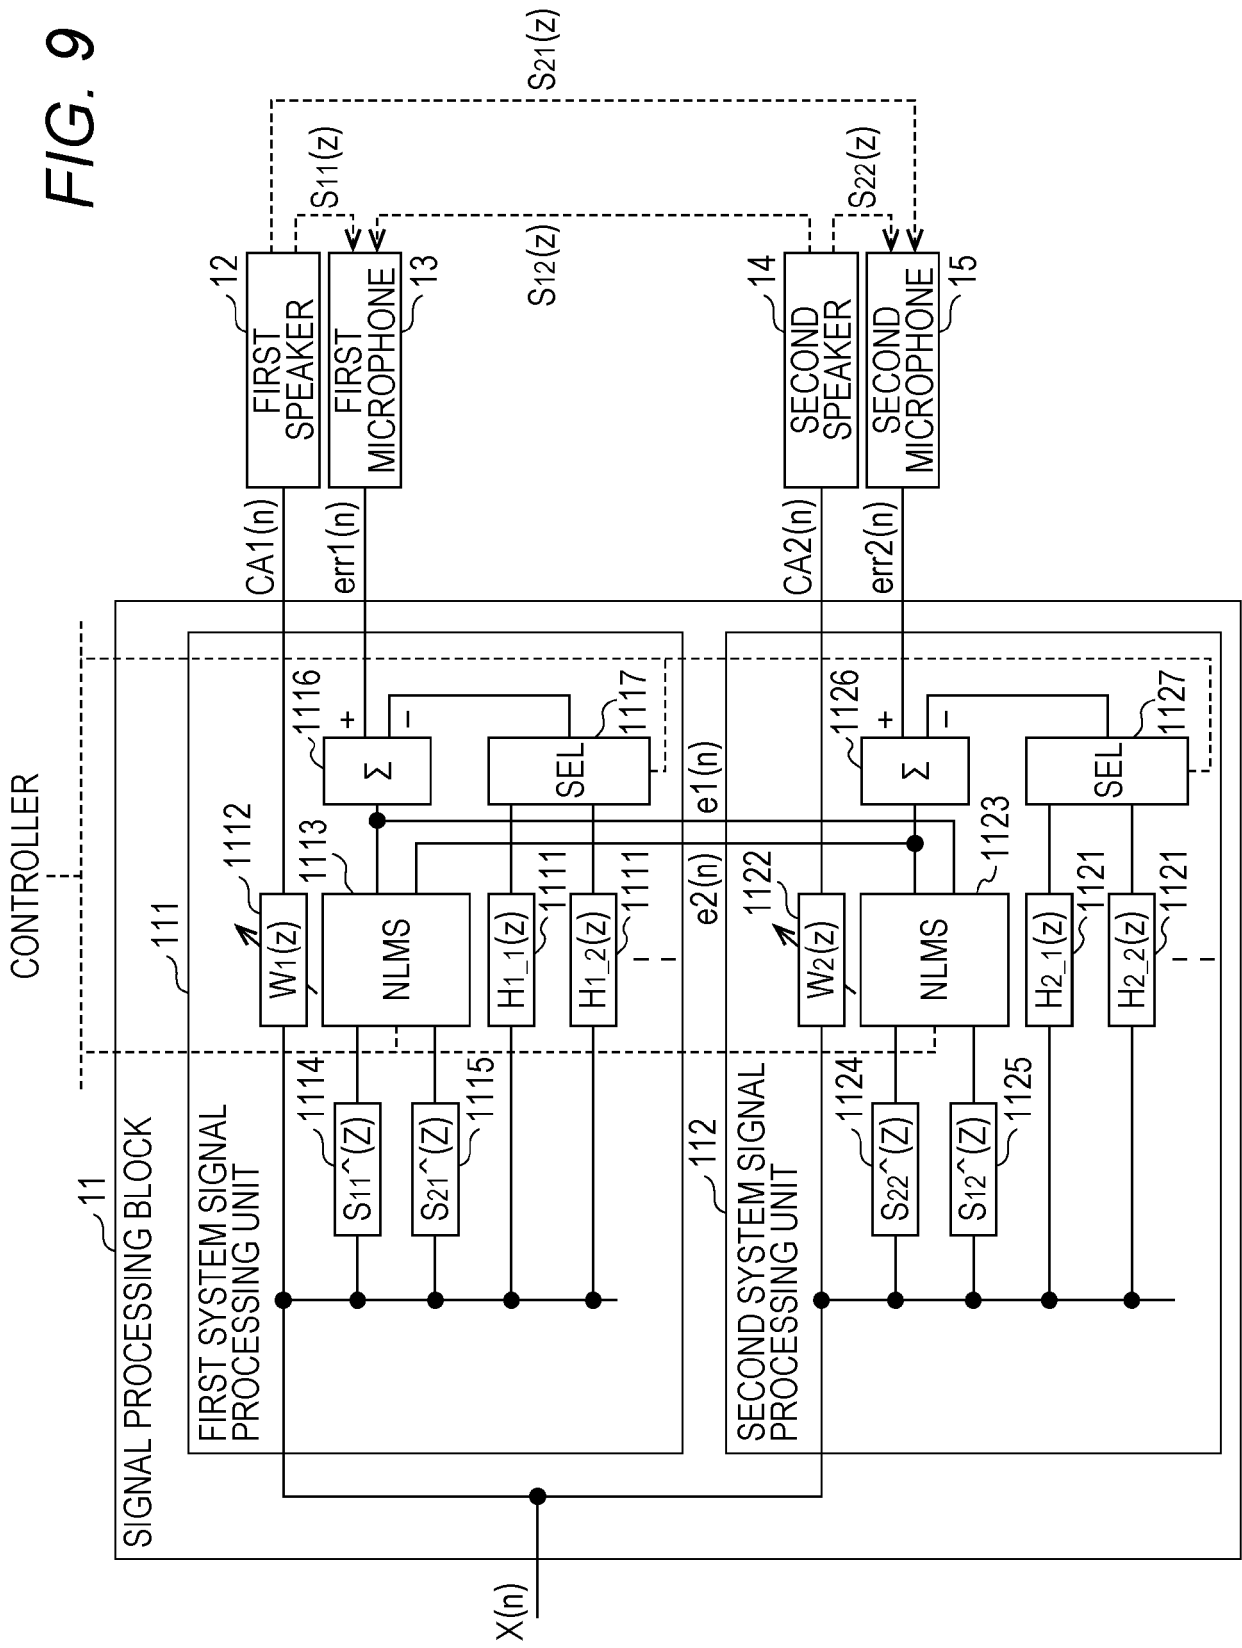 FIG. 9
CONTROLLER
11
SIGNAL PROCESSING BLOCK
111
FIRST SYSTEM SIGNAL
PROCESSING UNIT
X(n)
1112
W1(z)
1113
NLMS
1114
S11^(Z)
1115
S21^(Z)
1116
Σ
+
−
1117
SEL
H1_1(z)
1111
H1_2(z)
1111
CA1(n)
err1(n)
12
FIRST
SPEAKER
13
FIRST
MICROPHONE
S11(z)
S21(z)
S12(z)
S22(z)
e1(n)
e2(n)
112
SECOND SYSTEM SIGNAL
PROCESSING UNIT
1122
W2(z)
1123
NLMS
1124
S22^(Z)
1125
S12^(Z)
1126
Σ
+
−
1127
SEL
H2_1(z)
1121
H2_2(z)
1121
CA2(n)
err2(n)
14
SECOND
SPEAKER
15
SECOND
MICROPHONE